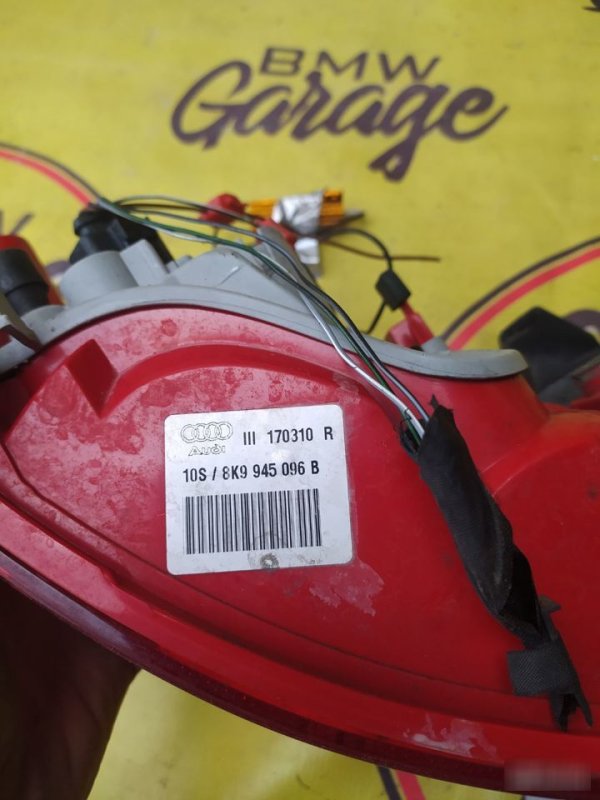 BMW
Garage
Audi
III 170310 R
10S / 8K9 945 096 B